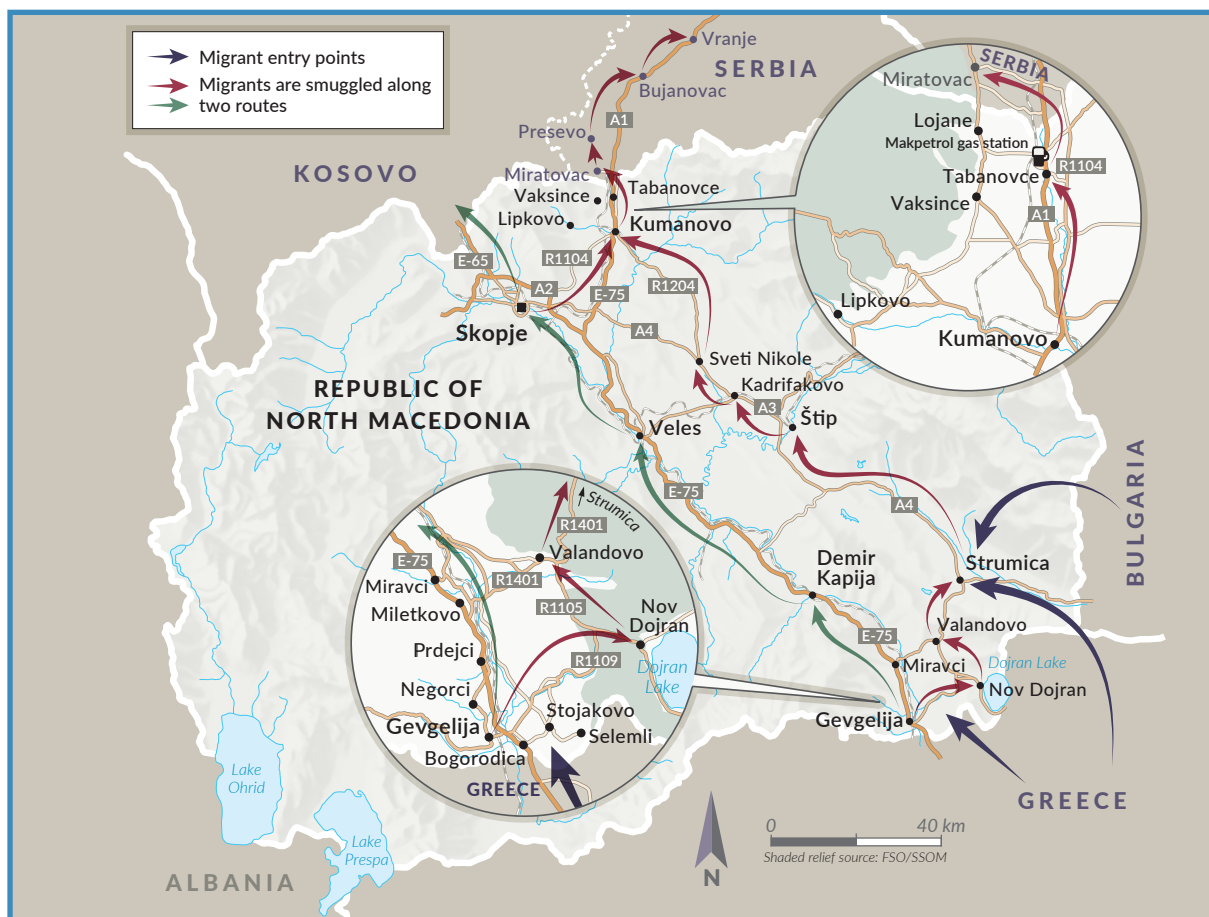 Migrant entry points
Migrants are smuggled along
two routes
Vranje
SERBIA
Bujanovac
A1
Presevo
KOSOVO
Miratovac
Vaksince
Tabanovce
Lipkovo
Kumanovo
E-65
R1104
A2
E-75
R1204
A4
Skopje
Sveti Nikole
Kadrifakovo
A3
Štip
REPUBLIC OF
NORTH MACEDONIA
Veles
E-75
A4
BULGARIA
Strumica
Demir
Kapija
E-75
Valandovo
Miravci
Dojran Lake
Nov Dojran
Gevgelija
GREECE
Lake
Ohrid
Lake
Prespa
ALBANIA
SERBIA
Miratovac
Lojane
Makpetrol gas station
R1104
Tabanovce
Vaksince
A1
Lipkovo
Kumanovo
Strumica
R1401
Valandovo
E-75
R1401
Miravci
Miletkovo
R1105
Nov
Dojran
Prdejci
R1109
Dojran
Lake
Negorci
Stojakovo
Gevgelija
Selemli
Bogorodica
GREECE
N
0
40 km
Shaded relief source: FSO/SSOM